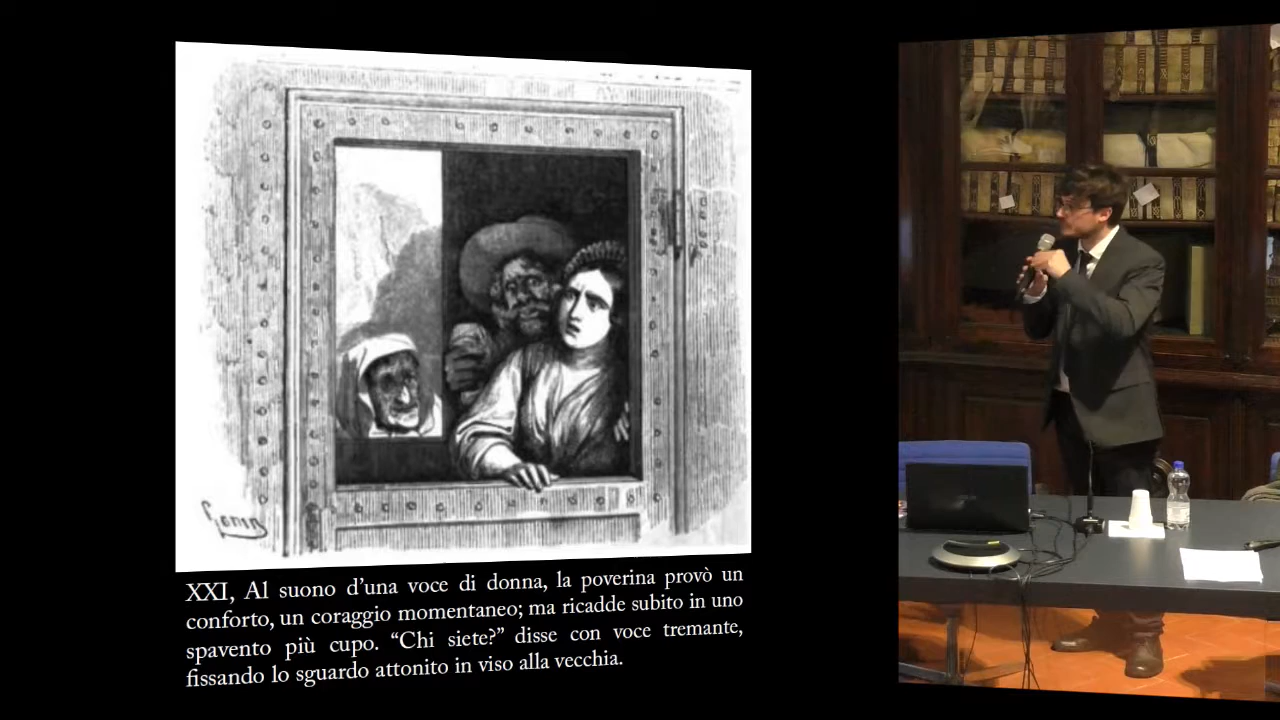 Gonin
XXI, Al suono d’una voce di donna, la poverina provò un
conforto, un coraggio momentaneo; ma ricadde subito in uno
spavento più cupo. “Chi siete?” disse con voce tremante,
fissando lo sguardo attonito in viso alla vecchia.